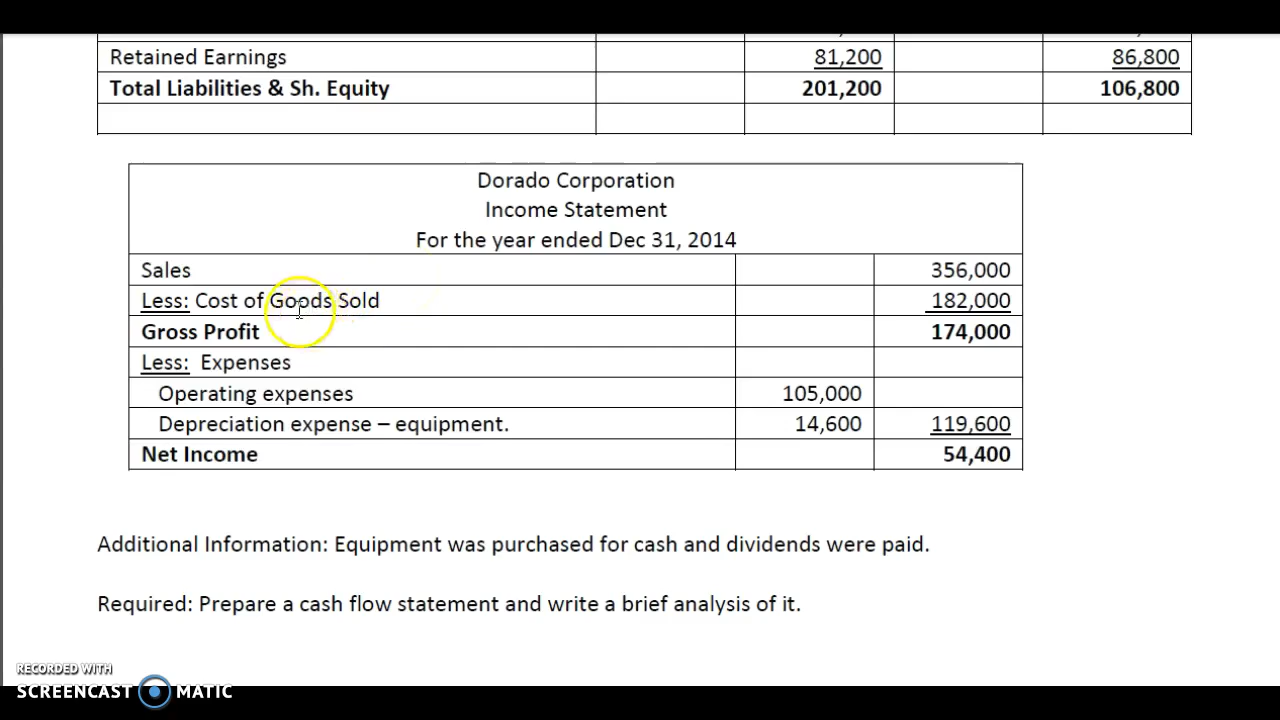 Retained Earnings 81,200 86,800
Total Liabilities & Sh. Equity 201,200 106,800
Dorado Corporation
Income Statement
For the year ended Dec 31, 2014
Sales 356,000
Less: Cost of Goods Sold 182,000
Gross Profit 174,000
Less: Expenses
Operating expenses 105,000
Depreciation expense – equipment. 14,600 119,600
Net Income 54,400
Additional Information: Equipment was purchased for cash and dividends were paid.
Required: Prepare a cash flow statement and write a brief analysis of it.
RECORDED WITH
SCREENCAST MATIC